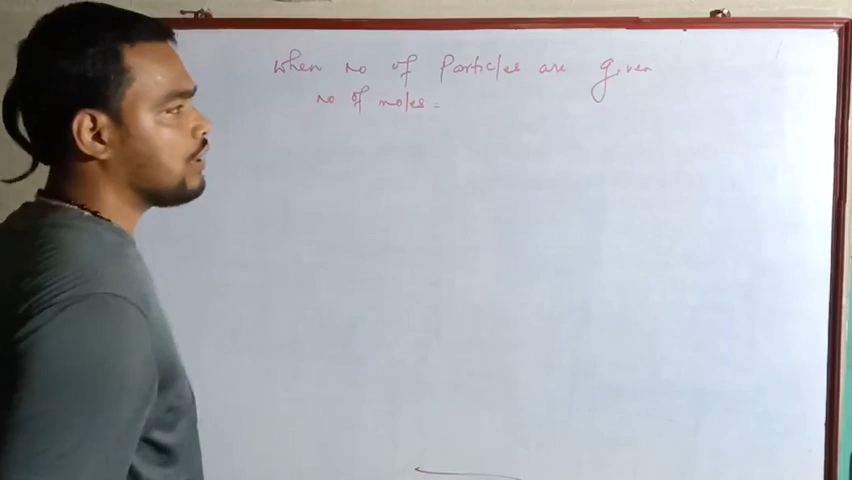 when no of particles are given
no of moles =